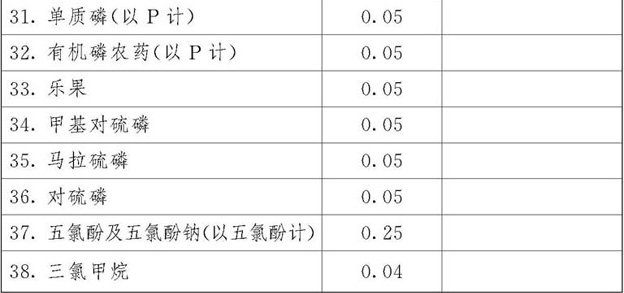 31. 单质磷(以 P 计) 0.05
32. 有机磷农药(以 P 计) 0.05
33. 乐果 0.05
34. 甲基对硫磷 0.05
35. 马拉硫磷 0.05
36. 对硫磷 0.05
37. 五氯酚及五氯酚钠(以五氯酚计) 0.25
38. 三氯甲烷 0.04